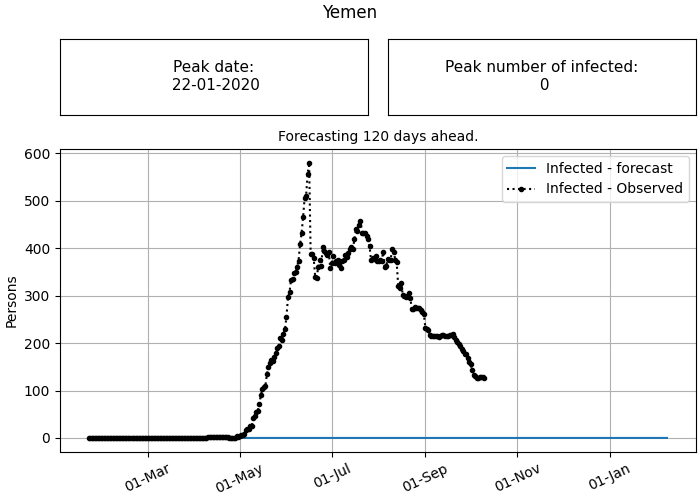 Yemen
Peak date:
22-01-2020
Peak number of infected:
0
Forecasting 120 days ahead.
Infected - forecast
Infected - Observed
Persons
600
500
400
300
200
100
0
01-Mar
01-May
01-Jul
01-Sep
01-Nov
01-Jan